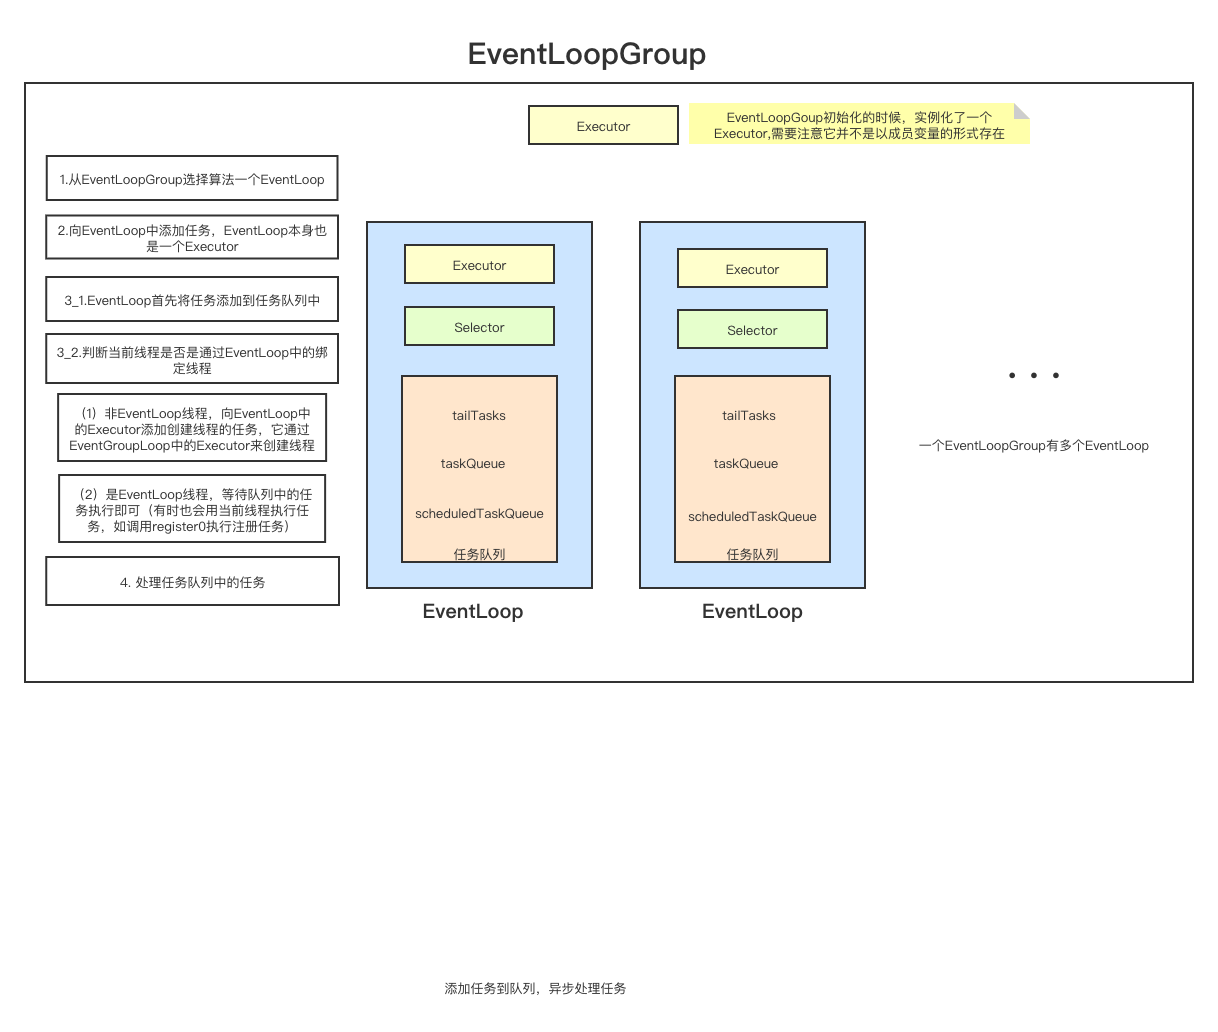 EventLoopGroup
Executor
EventLoopGoup初始化的时候，实例化了一个
Executor,需要注意它并不是以成员变量的形式存在
1.从EventLoopGroup选择算法一个EventLoop
2.向EventLoop中添加任务，EventLoop本身也
是一个Executor
3_1.EventLoop首先将任务添加到任务队列中
3_2.判断当前线程是否是通过EventLoop中的绑
定线程
（1）非EventLoop线程，向EventLoop中
的Executor添加创建线程的任务，它通过
EventGroupLoop中的Executor来创建线程
（2）是EventLoop线程，等待队列中的任
务执行即可（有时也会用当前线程执行任
务，如调用register0执行注册任务）
4. 处理任务队列中的任务
Executor
Selector
tailTasks
taskQueue
scheduledTaskQueue
任务队列
EventLoop
Executor
Selector
tailTasks
taskQueue
scheduledTaskQueue
任务队列
EventLoop
• • •
一个EventLoopGroup有多个EventLoop
添加任务到队列，异步处理任务